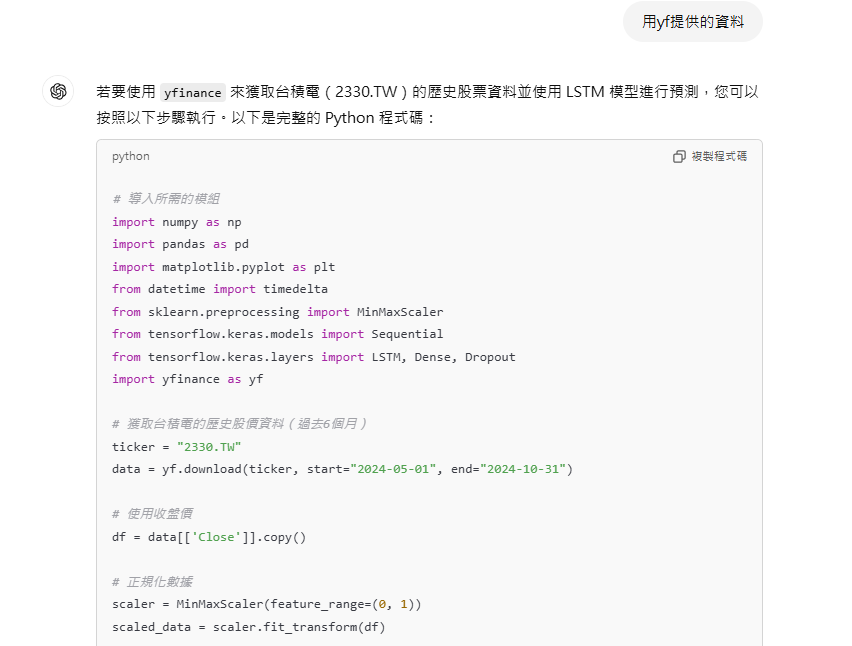 用yf提供的資料
若要使用 yfinance 來獲取台積電（2330.TW）的歷史股票資料並使用 LSTM 模型進行預測，您可以
按照以下步驟執行。以下是完整的 Python 程式碼：
python 複製程式碼
# 導入所需的模組
import numpy as np
import pandas as pd
import matplotlib.pyplot as plt
from datetime import timedelta
from sklearn.preprocessing import MinMaxScaler
from tensorflow.keras.models import Sequential
from tensorflow.keras.layers import LSTM, Dense, Dropout
import yfinance as yf
# 獲取台積電的歷史股價資料（過去6個月）
ticker = "2330.TW"
data = yf.download(ticker, start="2024-05-01", end="2024-10-31")
# 使用收盤價
df = data[['Close']].copy()
# 正規化數據
scaler = MinMaxScaler(feature_range=(0, 1))
scaled_data = scaler.fit_transform(df)